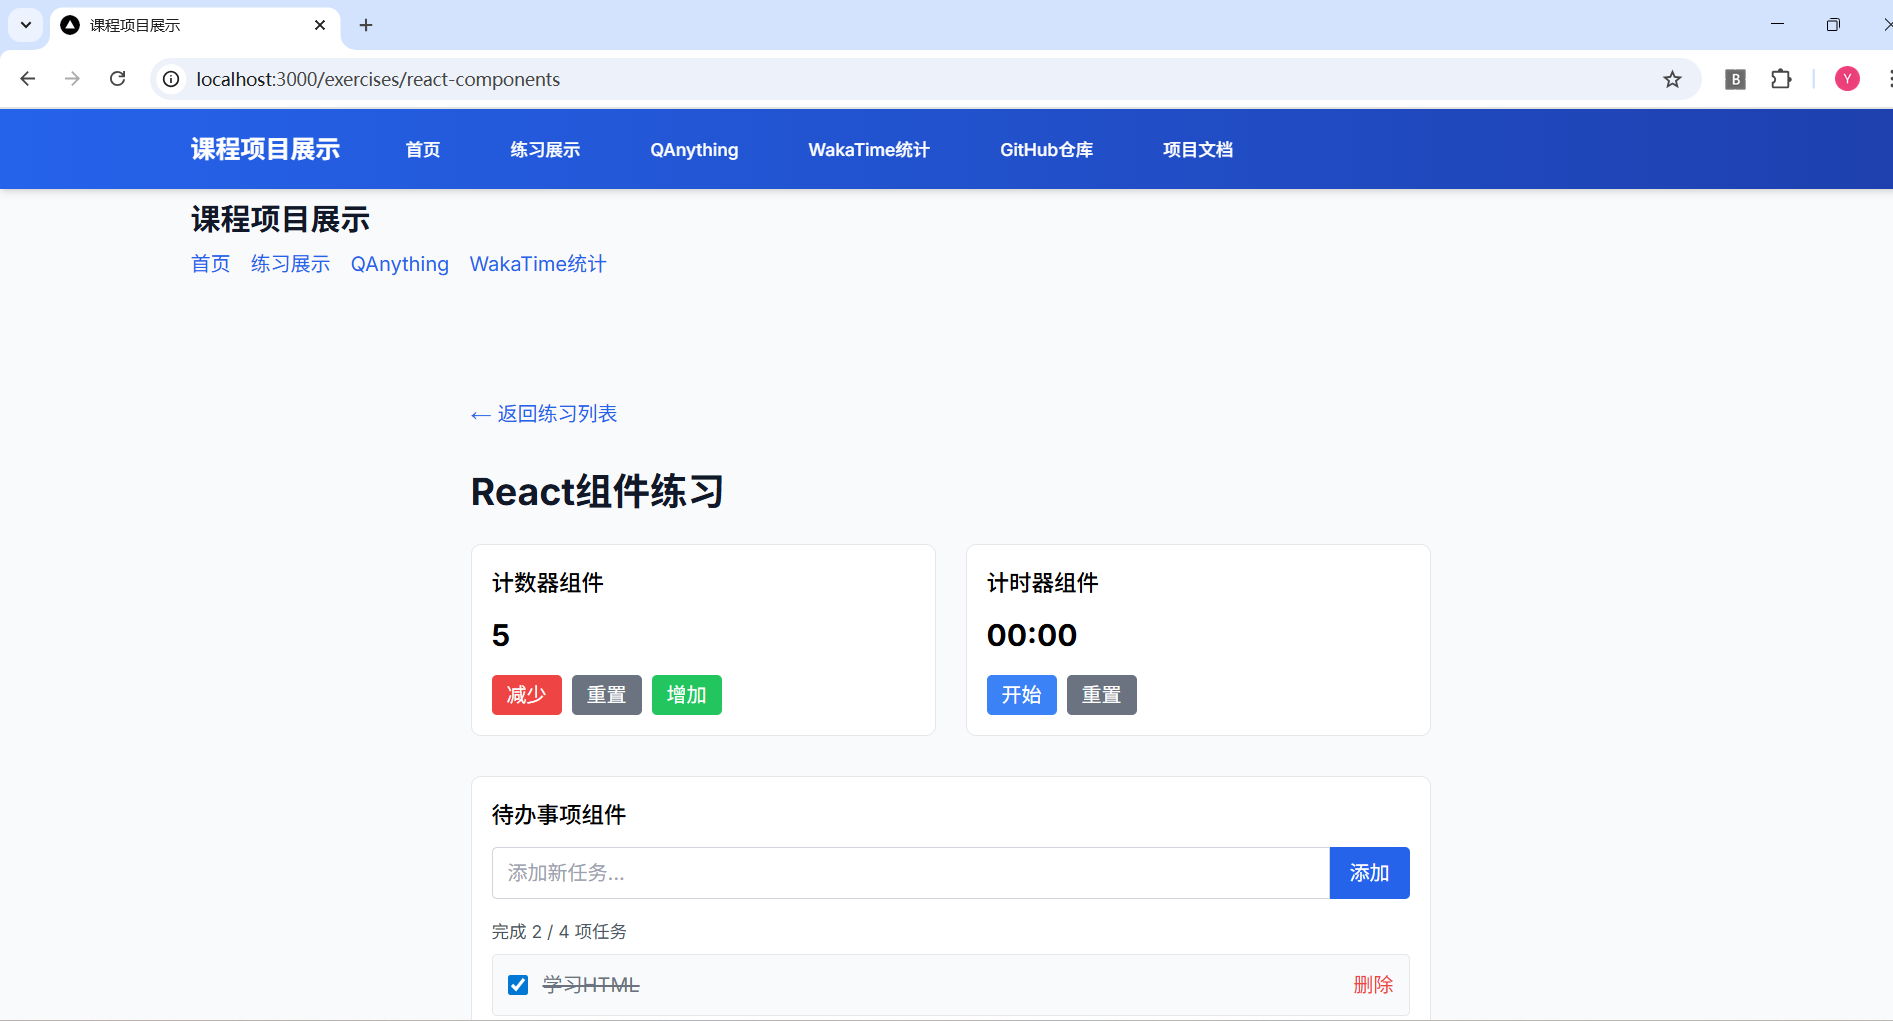 课程项目展示
localhost:3000/exercises/react-components
B
Y
课程项目展示 首页 练习展示 QAnything WakaTime统计 GitHub仓库 项目文档
课程项目展示
首页 练习展示 QAnything WakaTime统计
← 返回练习列表
React组件练习
计数器组件
5
减少 重置 增加
计时器组件
00:00
开始 重置
待办事项组件
添加新任务... 添加
完成 2 / 4 项任务
学习HTML 删除